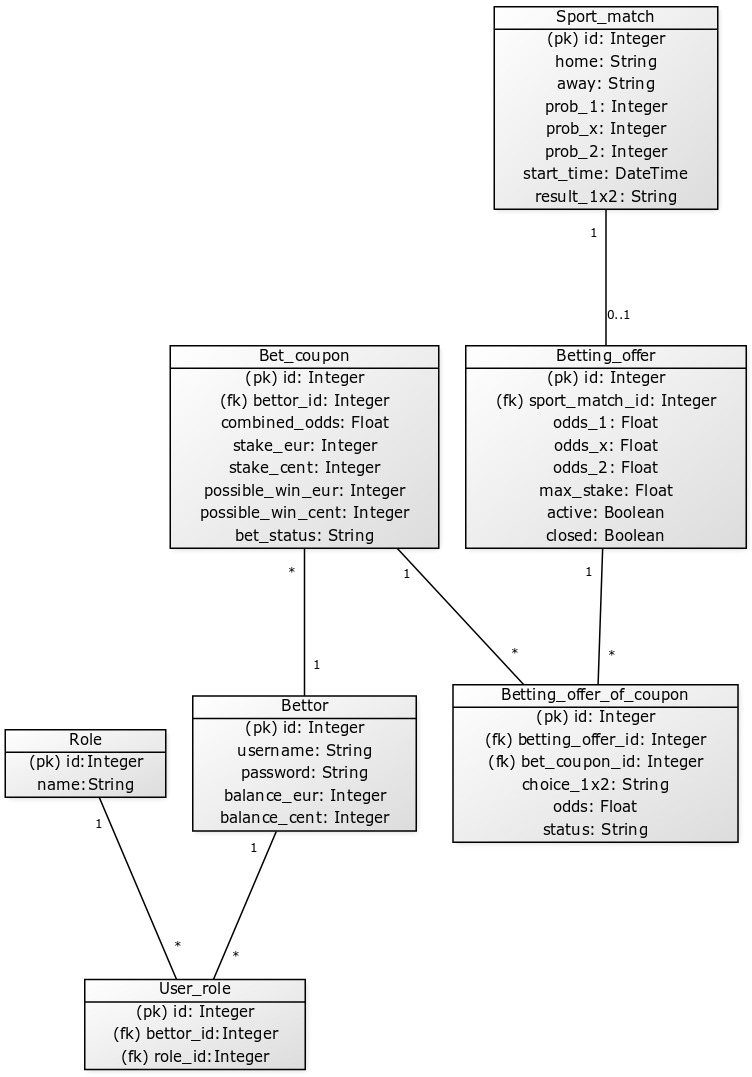 Sport_match
(pk) id: Integer
home: String
away: String
prob_1: Integer
prob_x: Integer
prob_2: Integer
start_time: DateTime
result_1x2: String
1
0..1
Bet_coupon
(pk) id: Integer
(fk) bettor_id: Integer
combined_odds: Float
stake_eur: Integer
stake_cent: Integer
possible_win_eur: Integer
possible_win_cent: Integer
bet_status: String
Betting_offer
(pk) id: Integer
(fk) sport_match_id: Integer
odds_1: Float
odds_x: Float
odds_2: Float
max_stake: Float
active: Boolean
closed: Boolean
*
1
1
1
*
*
Role
(pk) id:Integer
name:String
Bettor
(pk) id: Integer
username: String
password: String
balance_eur: Integer
balance_cent: Integer
Betting_offer_of_coupon
(pk) id: Integer
(fk) betting_offer_id: Integer
(fk) bet_coupon_id: Integer
choice_1x2: String
odds: Float
status: String
1
1
*
*
User_role
(pk) id: Integer
(fk) bettor_id:Integer
(fk) role_id:Integer